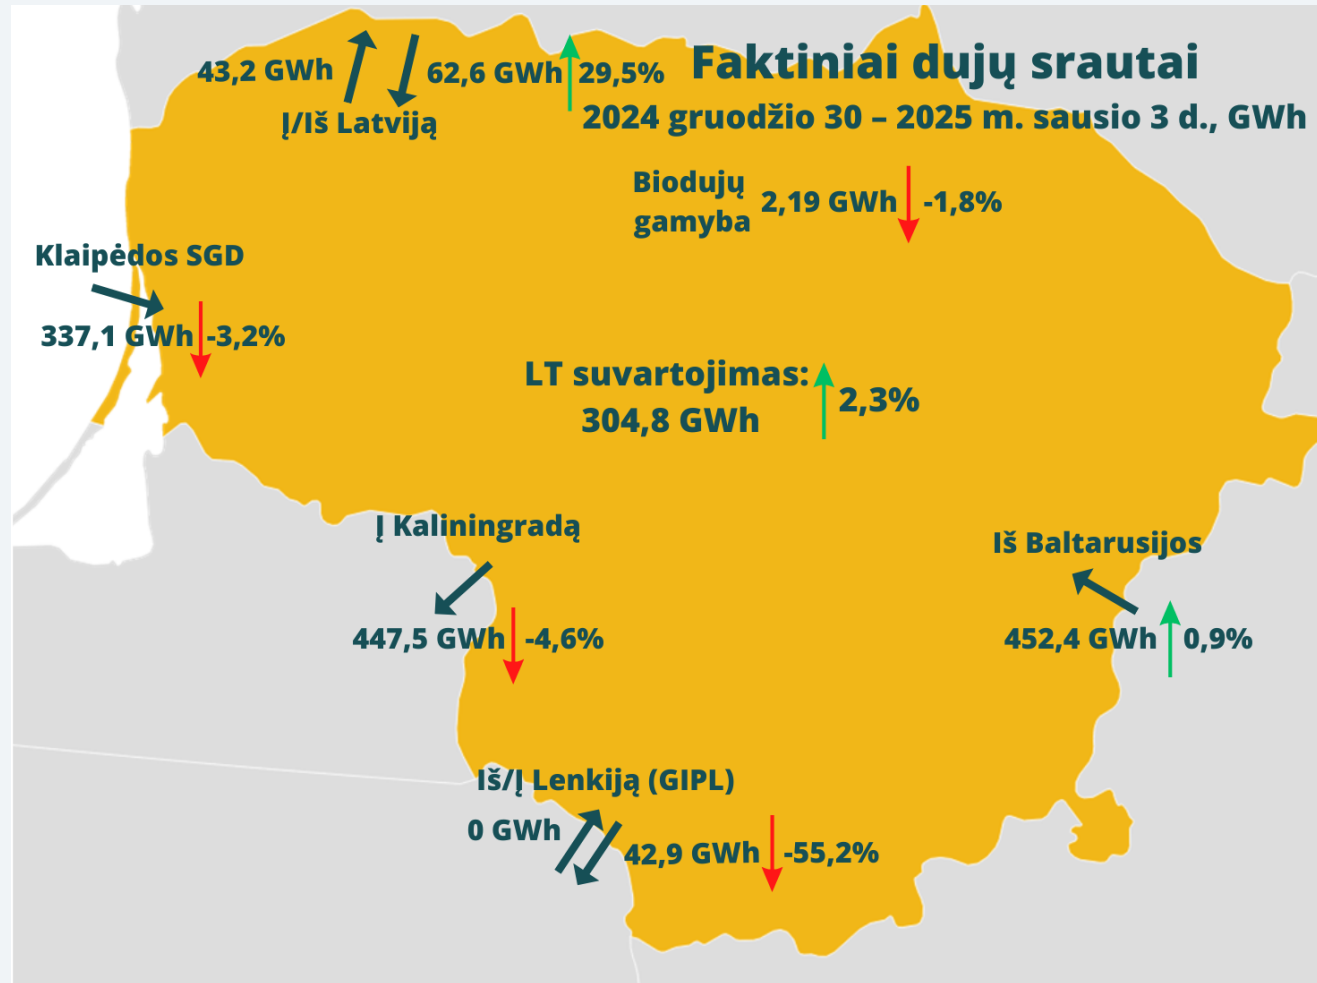 Faktiniai dujų srautai
2024 gruodžio 30 – 2025 m. sausio 3 d., GWh
43,2 GWh
62,6 GWh 29,5%
Į/Iš Latviją
Biodujų
gamyba
2,19 GWh -1,8%
Klaipėdos SGD
337,1 GWh -3,2%
LT suvartojimas:
304,8 GWh
2,3%
Į Kaliningradą
447,5 GWh -4,6%
Iš Baltarusijos
452,4 GWh 0,9%
Iš/Į Lenkiją (GIPL)
0 GWh
42,9 GWh -55,2%